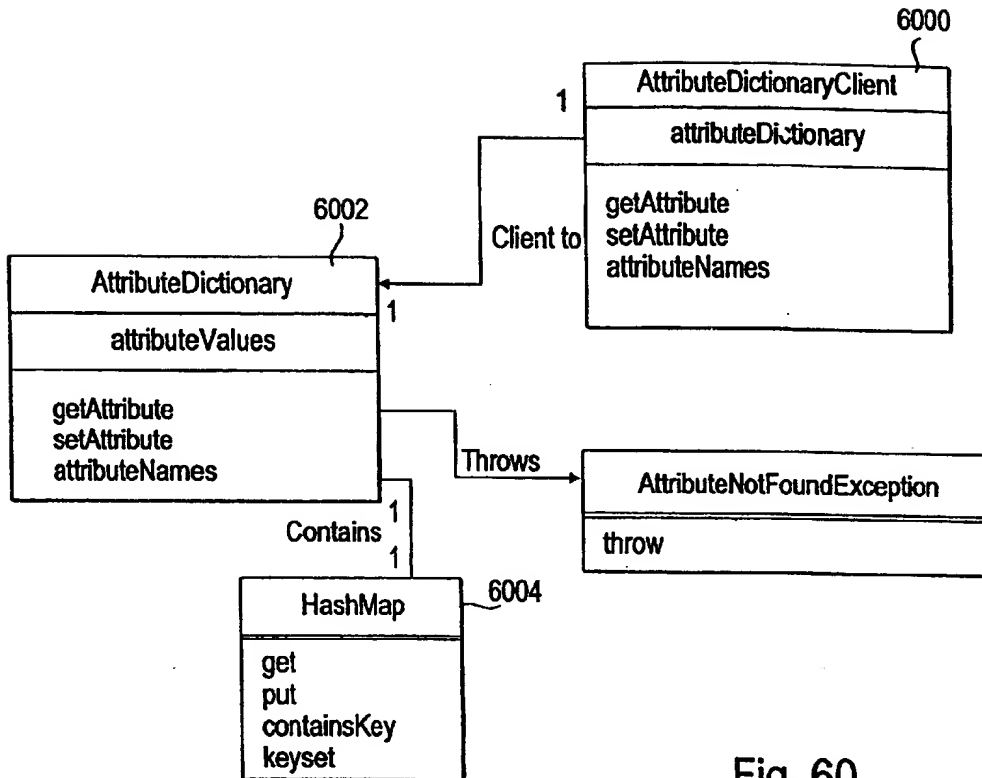 6000
AttributeDictionaryClient
1
attributeDictionary
getAttribute
setAttribute
attributeNames
Client to
6002
AttributeDictionary
1
attributeValues
getAttribute
setAttribute
attributeNames
Throws
AttributeNotFoundException
throw
1
Contains
1
HashMap
6004
get
put
containsKey
keyset
Fig. 60